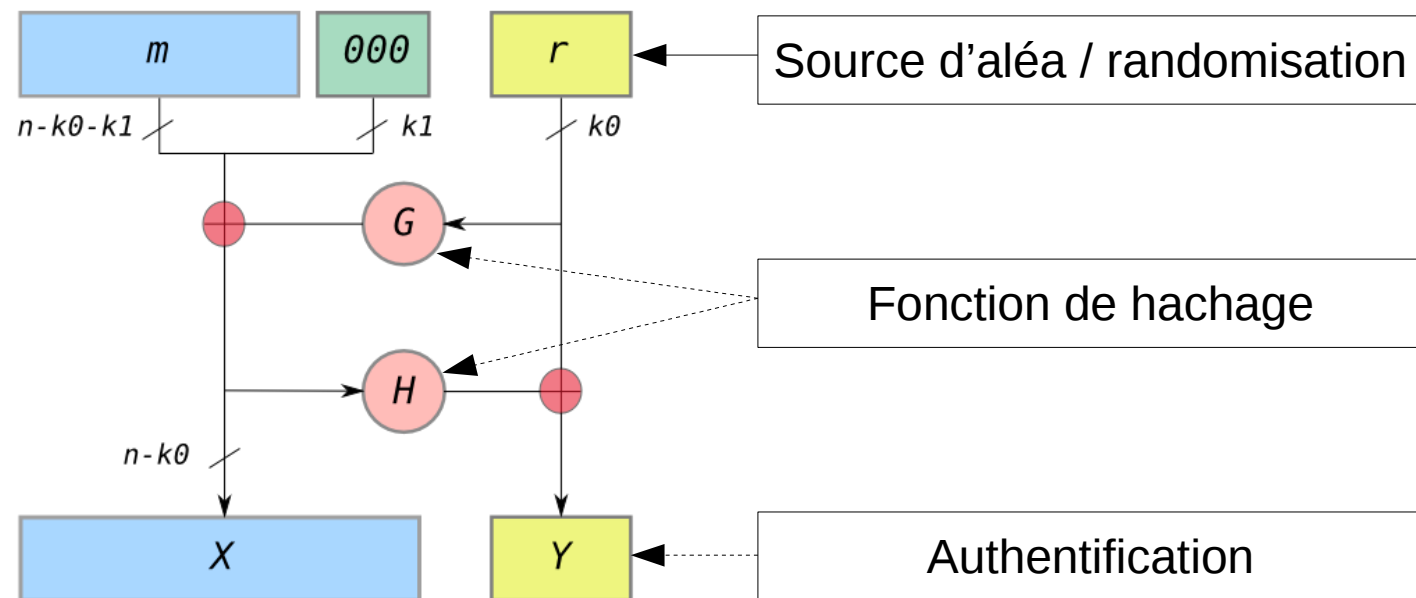 m
000
r
Source d’aléa / randomisation
n-k0-k1
k1
k0
G
Fonction de hachage
H
n-k0
X
Y
Authentification